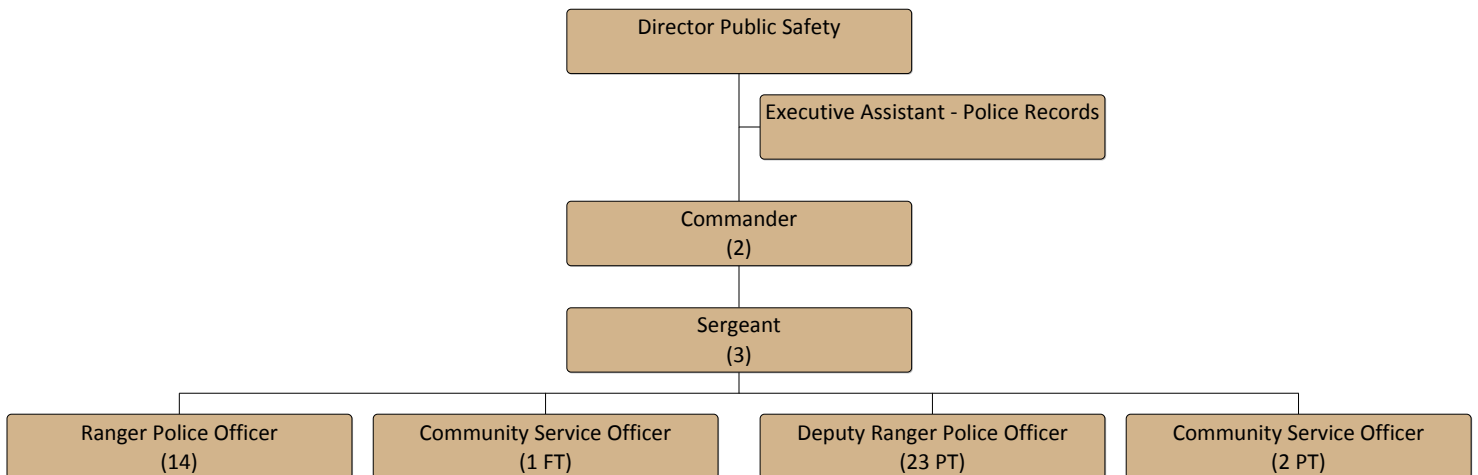 Director Public Safety
Executive Assistant - Police Records
Commander
(2)
Sergeant
(3)
Ranger Police Officer
(14)
Community Service Officer
(1 FT)
Deputy Ranger Police Officer
(23 PT)
Community Service Officer
(2 PT)